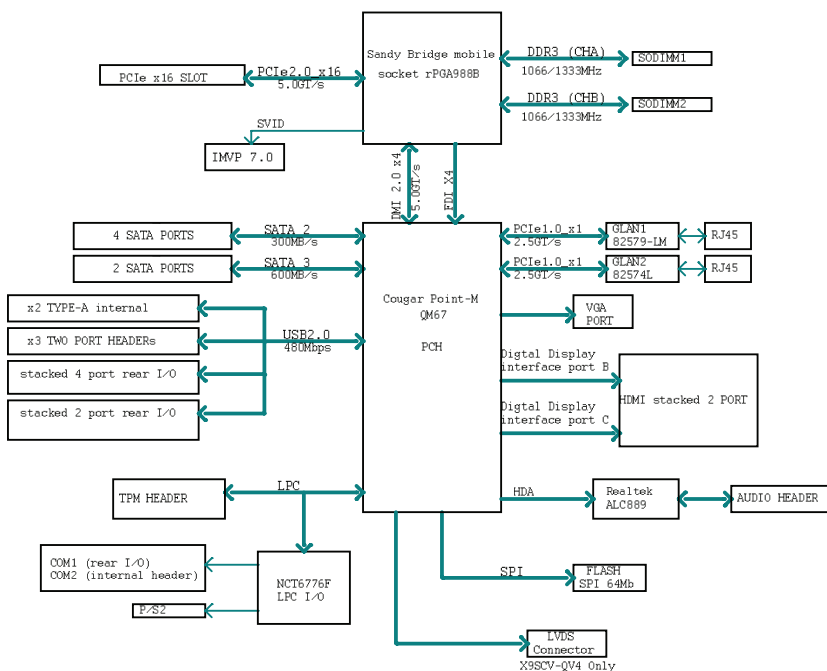 Sandy Bridge mobile
socket rPGA988B
DDR3 (CHA)
1066/1333MHz
SODIMM1
PCIe x16 SLOT
PCIe2.0_x16
5.0GT/s
DDR3 (CHB)
1066/1333MHz
SODIMM2
SVID
IMVP 7.0
DMI 2.0 x4
5.0GT/s
FDI X4
4 SATA PORTS
SATA 2
300MB/s
PCIe1.0_x1
2.5GT/s
GLAN1
82579-LM
RJ45
2 SATA PORTS
SATA 3
600MB/s
PCIe1.0_x1
2.5GT/s
GLAN2
82574L
RJ45
Cougar Point-M
QM67
PCH
x2 TYPE-A internal
x3 TWO PORT HEADERs
stacked 4 port rear I/O
stacked 2 port rear I/O
USB2.0
480Mbps
VGA
PORT
Digtal Display
interface port B
HDMI stacked 2 PORT
Digtal Display
interface port C
TPM HEADER
LPC
HDA
Realtek
ALC889
AUDIO HEADER
COM1 (rear I/O)
COM2 (internal header)
P/S2
NCT6776F
LPC I/O
SPI
FLASH
SPI 64Mb
LVDS
Connector
X9SCV-QV4 Only